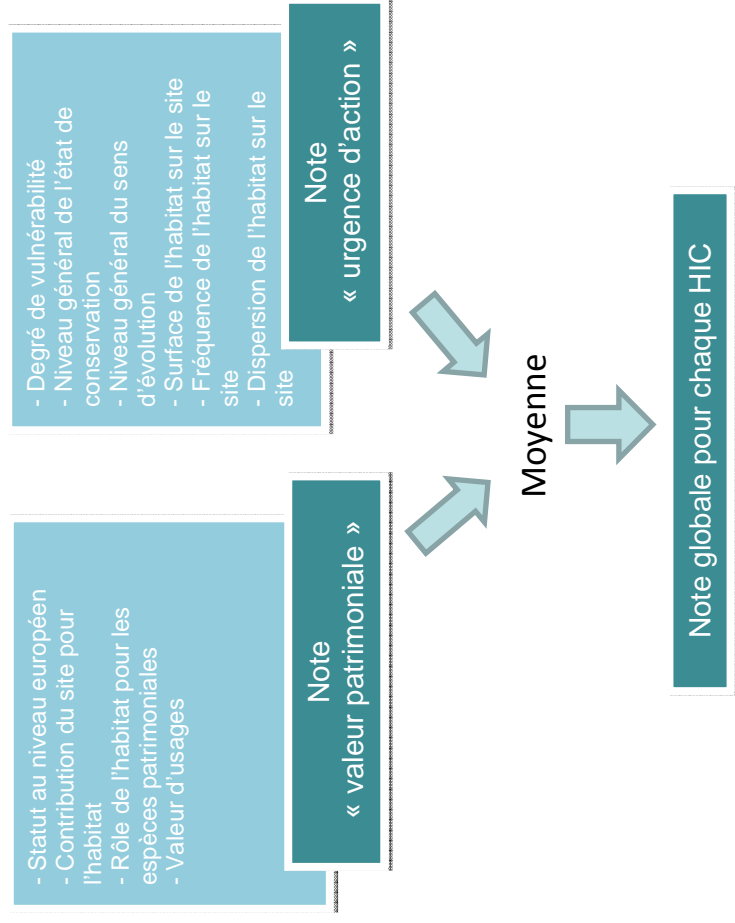 - Statut au niveau européen
- Contribution du site pour
l'habitat
- Rôle de l'habitat pour les
espèces patrimoniales
- Valeur d'usages
Note
« valeur patrimoniale »
- Degré de vulnérabilité
- Niveau général de l'état de
conservation
- Niveau général du sens
d'évolution
- Surface de l'habitat sur le site
- Fréquence de l'habitat sur le
site
- Dispersion de l'habitat sur le
site
Note
« urgence d'action »
Moyenne
Note globale pour chaque HIC